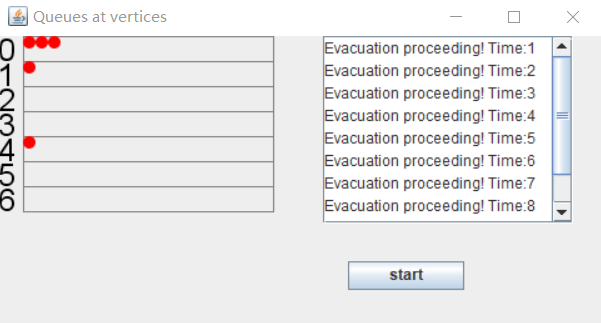 Queues at vertices
0
1
2
3
4
5
6
Evacuation proceeding! Time:1
Evacuation proceeding! Time:2
Evacuation proceeding! Time:3
Evacuation proceeding! Time:4
Evacuation proceeding! Time:5
Evacuation proceeding! Time:6
Evacuation proceeding! Time:7
Evacuation proceeding! Time:8
start